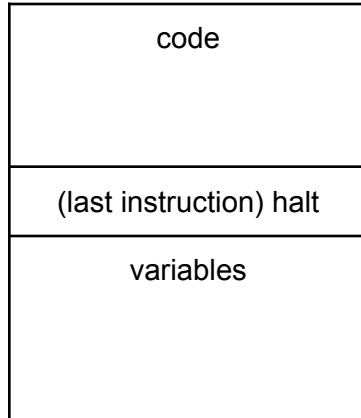 code
(last instruction) halt
variables